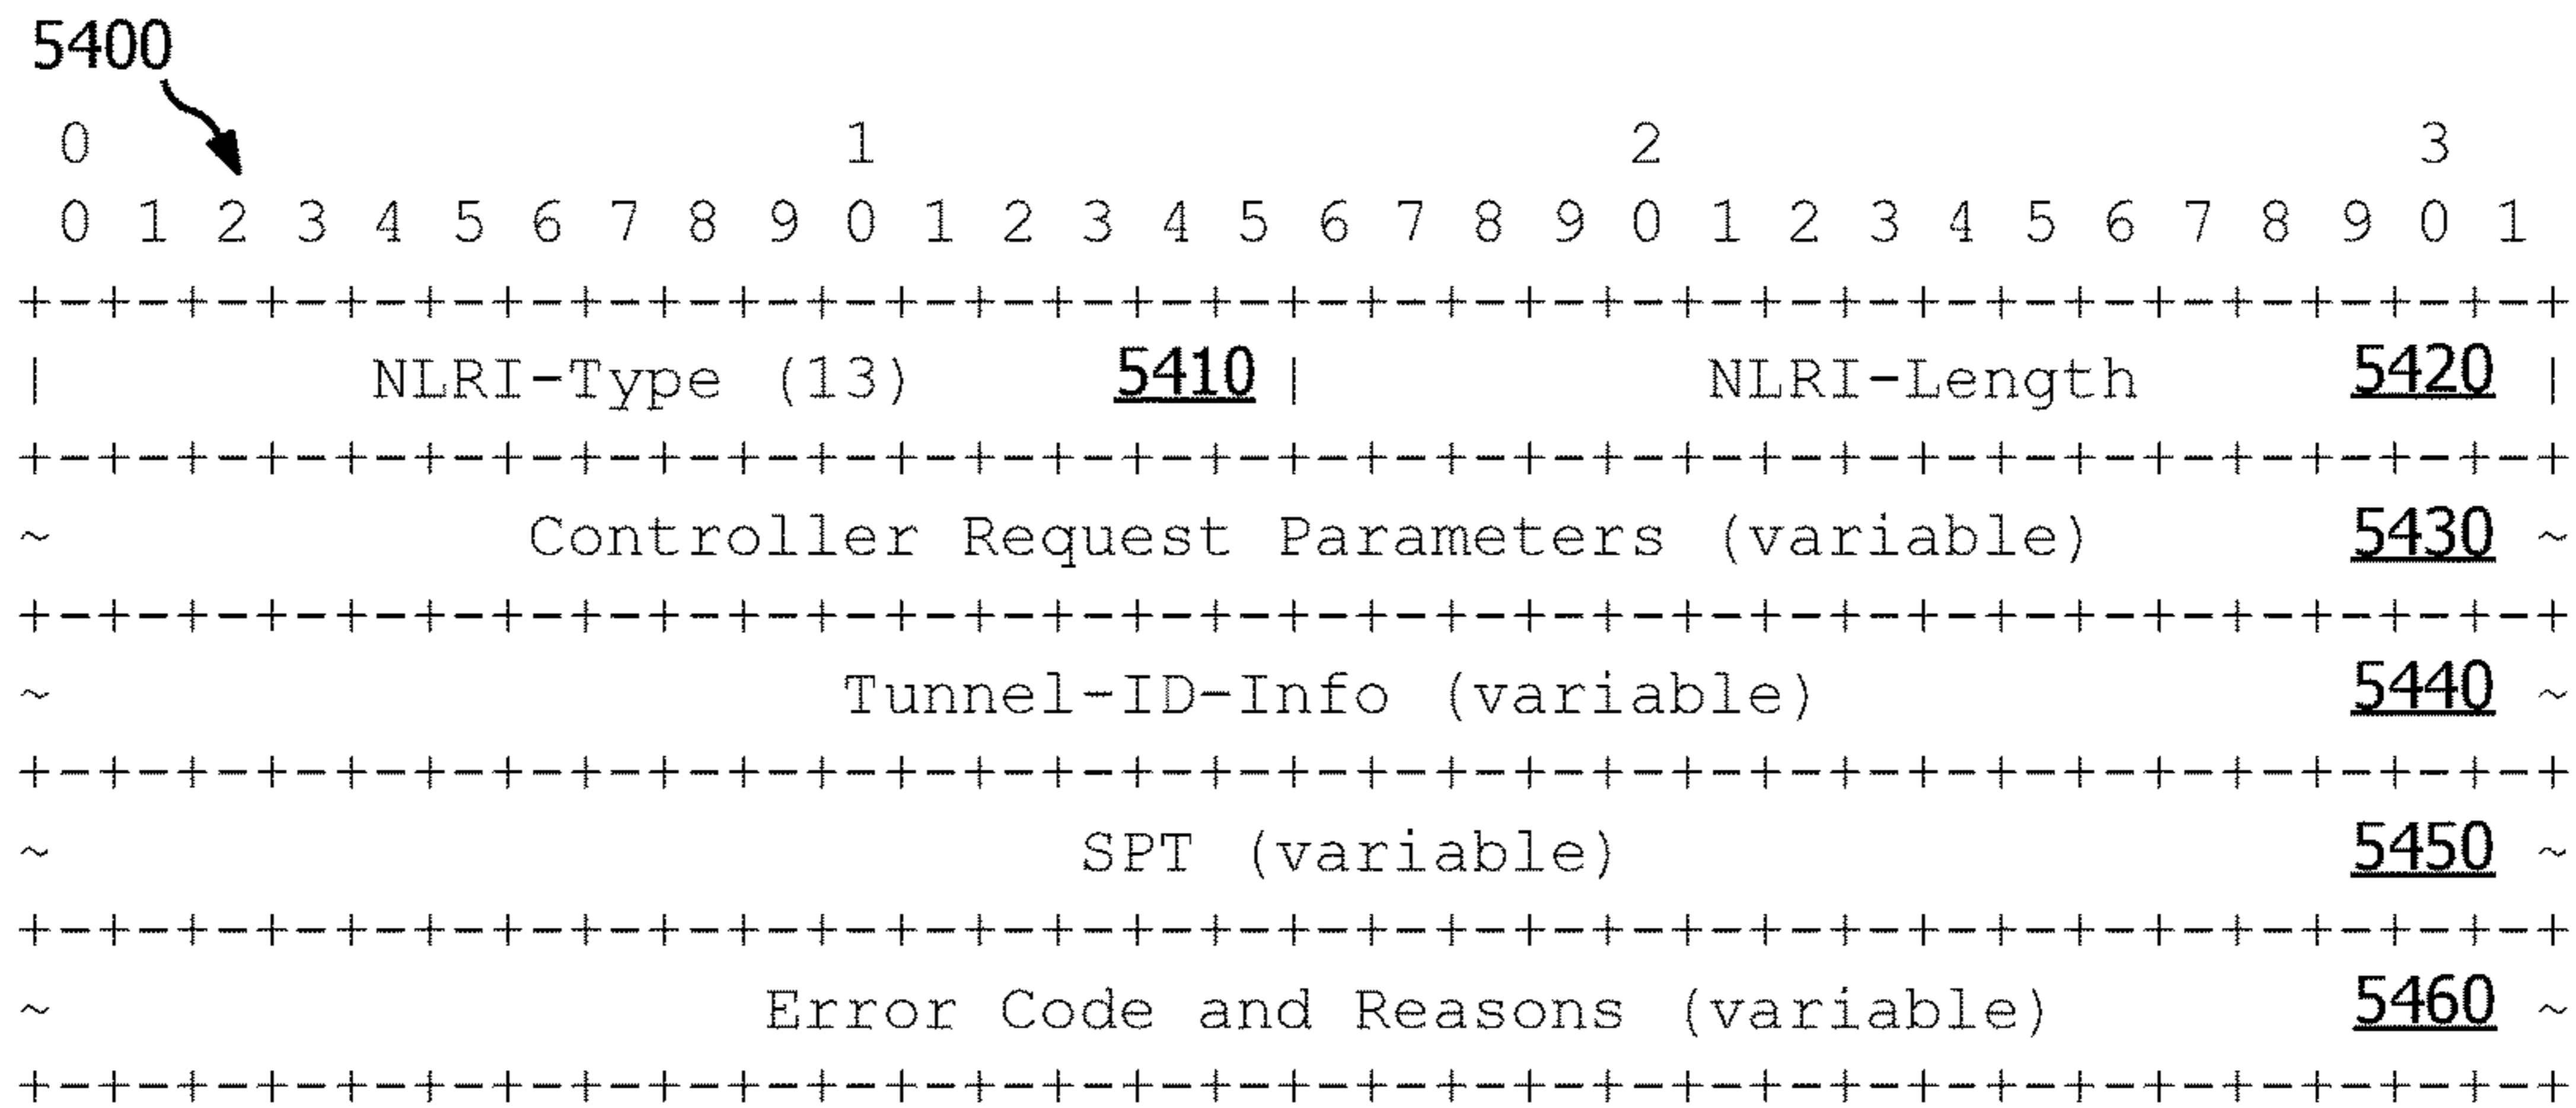 5400
0 1 2 3
0 1 2 3 4 5 6 7 8 9 0 1 2 3 4 5 6 7 8 9 0 1 2 3 4 5 6 7 8 9 0 1
+-+-+-+-+-+-+-+-+-+-+-+-+-+-+-+-+-+-+-+-+-+-+-+-+-+-+-+-+-+-+-+-+
| NLRI-Type (13) 5410 | NLRI-Length 5420 |
+-+-+-+-+-+-+-+-+-+-+-+-+-+-+-+-+-+-+-+-+-+-+-+-+-+-+-+-+-+-+-+-+
~ Controller Request Parameters (variable) 5430 ~
+-+-+-+-+-+-+-+-+-+-+-+-+-+-+-+-+-+-+-+-+-+-+-+-+-+-+-+-+-+-+-+-+
~ Tunnel-ID-Info (variable) 5440 ~
+-+-+-+-+-+-+-+-+-+-+-+-+-+-+-+-+-+-+-+-+-+-+-+-+-+-+-+-+-+-+-+-+
~ SPT (variable) 5450 ~
+-+-+-+-+-+-+-+-+-+-+-+-+-+-+-+-+-+-+-+-+-+-+-+-+-+-+-+-+-+-+-+-+
~ Error Code and Reasons (variable) 5460 ~
+-+-+-+-+-+-+-+-+-+-+-+-+-+-+-+-+-+-+-+-+-+-+-+-+-+-+-+-+-+-+-+-+